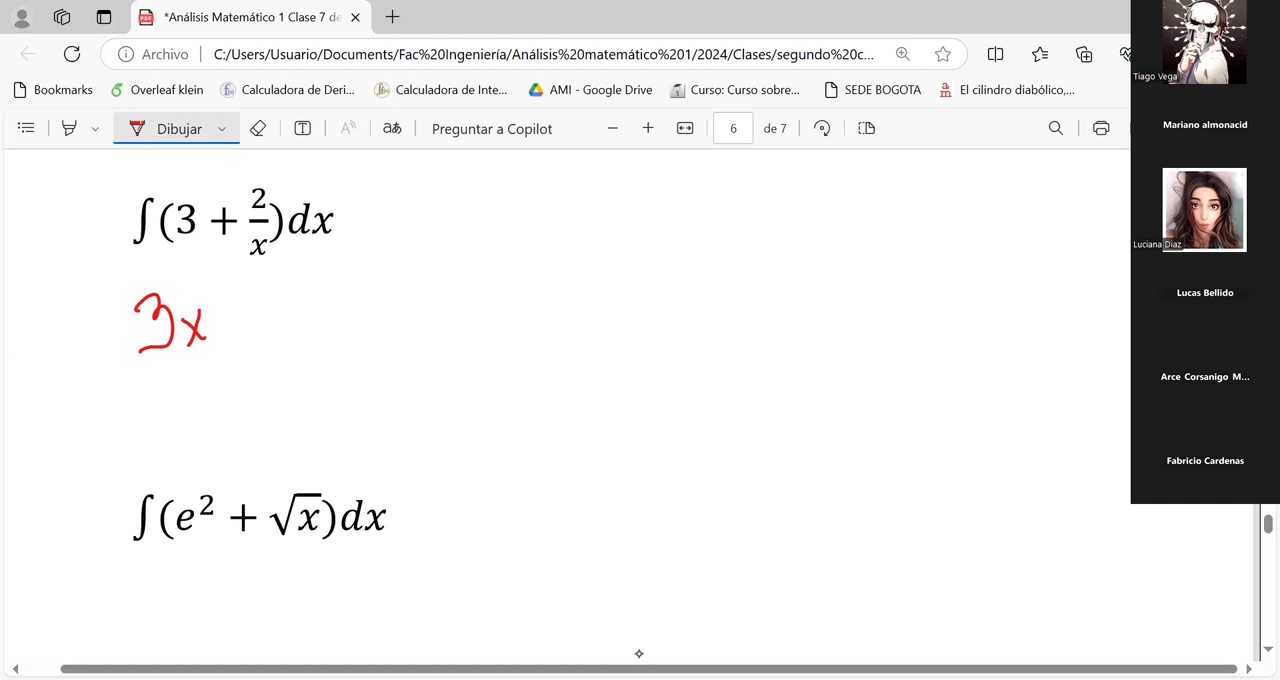 *Análisis Matemático 1 Clase 7 de
Archivo C:/Users/Usuario/Documents/Fac%20Ingeniería/Análisis%20matemático%201/2024/Clases/segundo%20c...
Bookmarks Overleaf klein Calculadora de Deri... Calculadora de Inte... AMI - Google Drive Curso: Curso sobre... SEDE BOGOTA El cilindro diabólico,...
Dibujar Preguntar a Copilot 6 de 7
∫(3 + 2/x)dx
3x
∫(e² + √x)dx
Tiago Vega
Mariano almonacid
Luciana Diaz
Lucas Bellido
Arce Corsanigo M...
Fabricio Cardenas